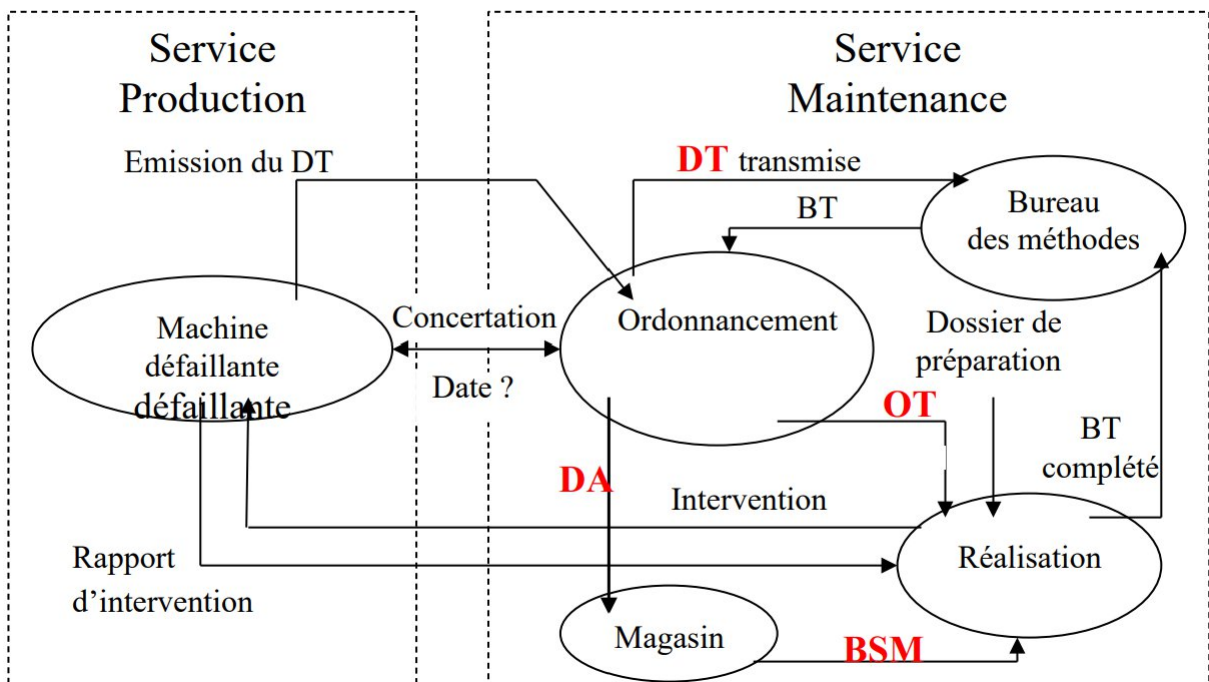 Service
Production
Service
Maintenance
Emission du DT
DT transmise
BT
Bureau
des méthodes
Machine
défaillante
défaillante
Concertation
Date ?
Ordonnancement
Dossier de
préparation
OT
BT
complété
DA
Intervention
Rapport
d’intervention
Réalisation
Magasin
BSM